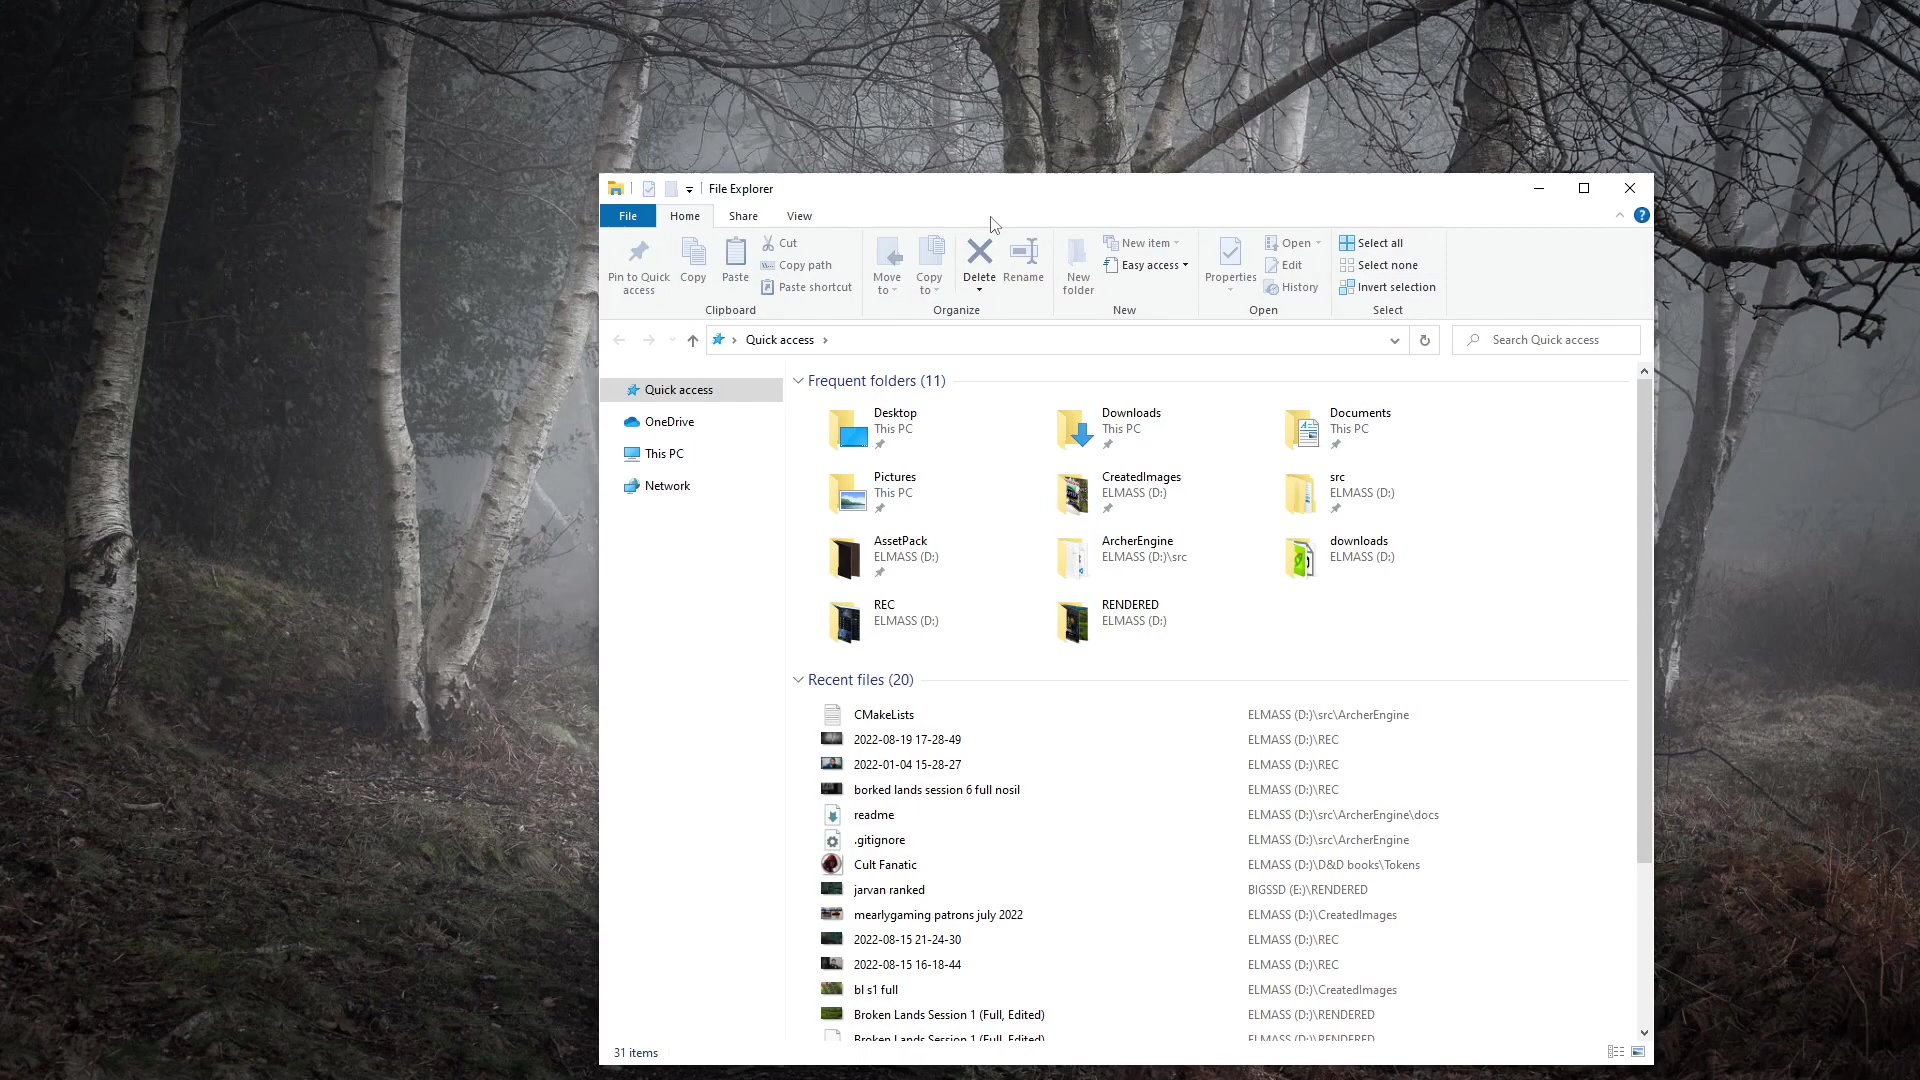 File Explorer
File Home Share View
Pin to Quick access
Copy
Paste
Cut
Copy path
Paste shortcut
Clipboard
Move to
Copy to
Delete
Rename
Organize
New folder
New item
Easy access
New
Properties
Open
Edit
History
Open
Select all
Select none
Invert selection
Select
Quick access
Search Quick access
Quick access
OneDrive
This PC
Network
Frequent folders (11)
Desktop
This PC
Downloads
This PC
Documents
This PC
Pictures
This PC
CreatedImages
ELMASS (D:)
src
ELMASS (D:)
AssetPack
ELMASS (D:)
ArcherEngine
ELMASS (D:)\src
downloads
ELMASS (D:)
REC
ELMASS (D:)
RENDERED
ELMASS (D:)
Recent files (20)
CMakeLists ELMASS (D:)\src\ArcherEngine
2022-08-19 17-28-49 ELMASS (D:)\REC
2022-01-04 15-28-27 ELMASS (D:)\REC
borked lands session 6 full nosil ELMASS (D:)\REC
readme ELMASS (D:)\src\ArcherEngine\docs
.gitignore ELMASS (D:)\src\ArcherEngine
Cult Fanatic ELMASS (D:)\D&D books\Tokens
jarvan ranked BIGSSD (E:)\RENDERED
mearlygaming patrons july 2022 ELMASS (D:)\CreatedImages
2022-08-15 21-24-30 ELMASS (D:)\REC
2022-08-15 16-18-44 ELMASS (D:)\REC
bl s1 full ELMASS (D:)\CreatedImages
Broken Lands Session 1 (Full, Edited) ELMASS (D:)\RENDERED
Broken Lands Session 1 (Full, Edited) ELMASS (D:)\RENDERED
31 items